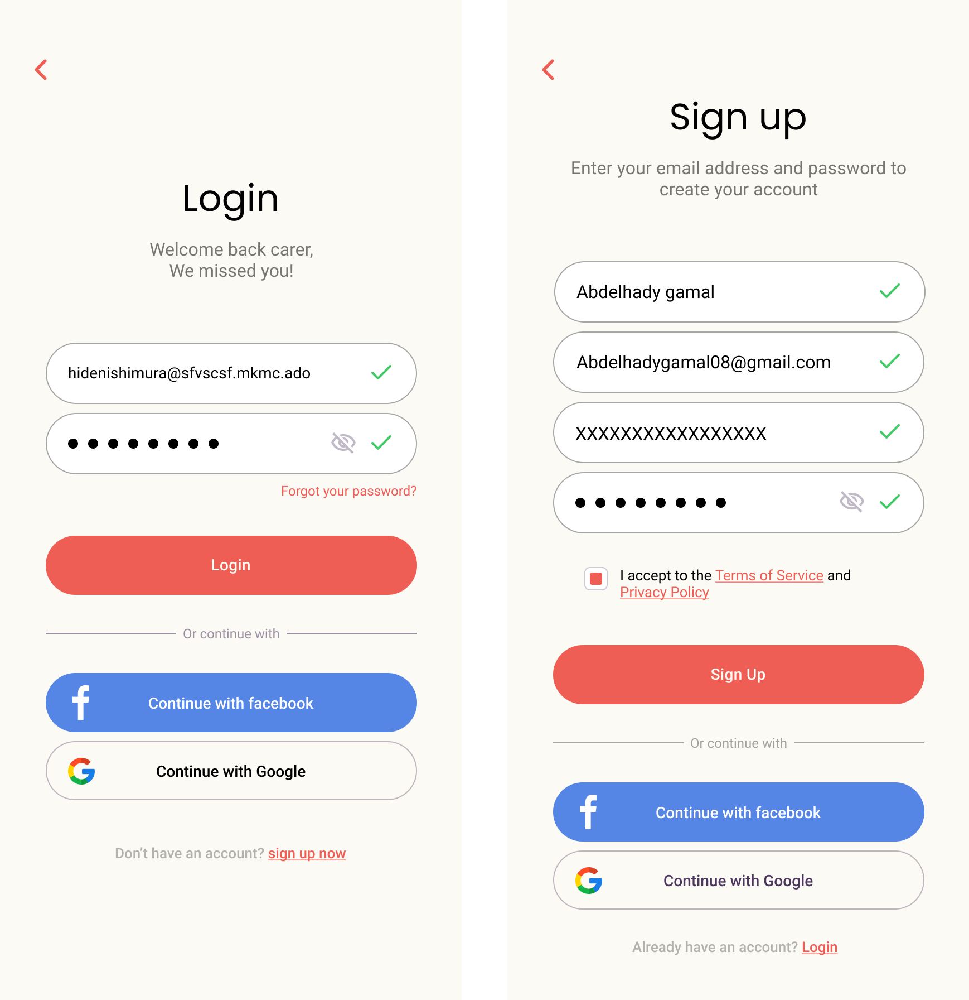 Login
Welcome back carer,
We missed you!
hidenishimura@sfvscsf.mkmc.ado
Forgot your password?
Login
Or continue with
Continue with facebook
Continue with Google
Don't have an account? sign up now
Sign up
Enter your email address and password to
create your account
Abdelhady gamal
Abdelhadygamal08@gmail.com
XXXXXXXXXXXXXXXXX
I accept to the Terms of Service and
Privacy Policy
Sign Up
Or continue with
Continue with facebook
Continue with Google
Already have an account? Login